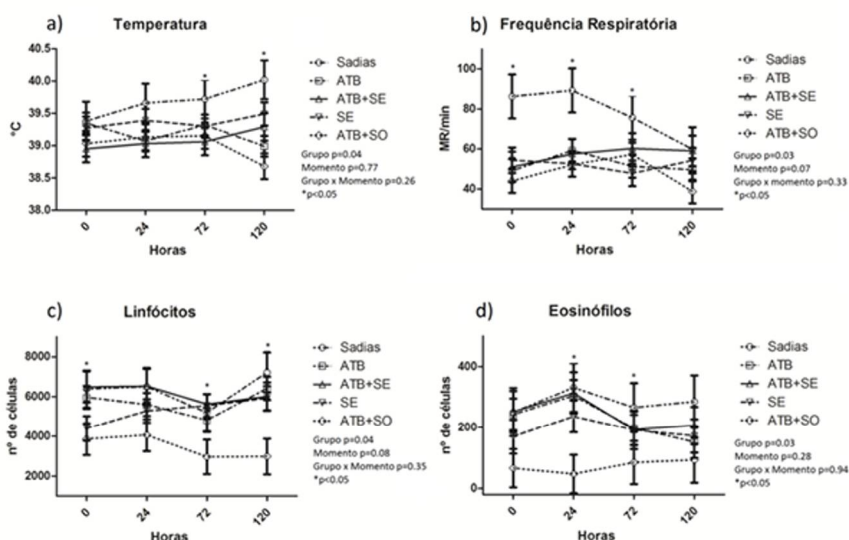 a) Temperatura
40.5
40.0
39.5
39.0
38.5
38.0
°C
0 24 72 120
Horas
* *
Sadias
ATB
ATB+SE
SE
ATB+SO
Grupo p=0.04
Momento p=0.77
Grupo x Momento p=0.26
*p<0.05
b) Frequência Respiratória
100
80
60
40
MR/min
0 24 72 120
Horas
* * *
Sadias
ATB
ATB+SE
SE
ATB+SO
Grupo p=0.03
Momento p=0.07
Grupo x momento p=0.33
*p<0.05
c) Linfócitos
8000
6000
4000
2000
nº de células
0 24 72 120
Horas
* * *
Sadias
ATB
ATB+SE
SE
ATB+SO
Grupo p=0.04
Momento p=0.08
Grupo x Momento p=0.35
*p<0.05
d) Eosinófilos
400
200
0
nº de células
0 24 72 120
Horas
* *
Sadias
ATB
ATB+SE
SE
ATB+SO
Grupo p=0.03
Momento p=0.28
Grupo x Momento p=0.94
*p<0.05